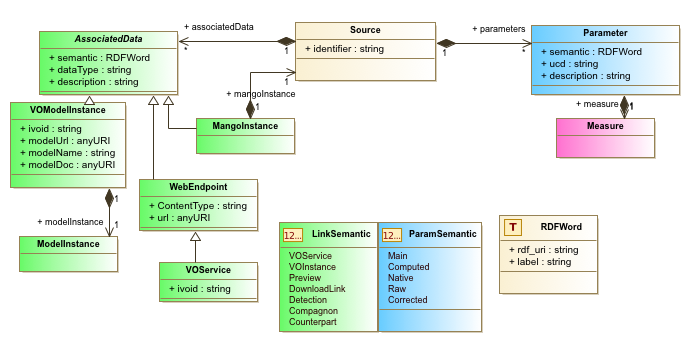 AssociatedData
+ semantic : RDFWord
+ dataType : string
+ description : string
+ associatedData
*
1
Source
+ identifier : string
+ parameters
1
*
Parameter
+ semantic : RDFWord
+ ucd : string
+ description : string
1
+ mangoInstance
1
MangoInstance
+ measure
1
Measure
VOModelInstance
+ ivoid : string
+ modelUrl : anyURI
+ modelName : string
+ modelDoc : anyURI
1
+ modelInstance
1
ModelInstance
WebEndpoint
+ ContentType : string
+ url : anyURI
VOService
+ ivoid : string
12...
LinkSemantic
VOService
VOInstance
Preview
DownloadLink
Detection
Compagnon
Counterpart
12...
ParamSemantic
Main
Computed
Native
Raw
Corrected
T
RDFWord
+ rdf_uri : string
+ label : string